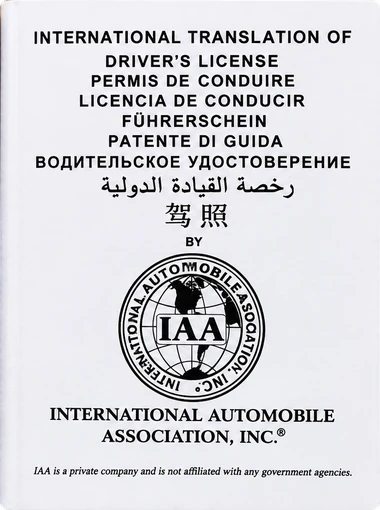 INTERNATIONAL TRANSLATION OF
DRIVER'S LICENSE
PERMIS DE CONDUIRE
LICENCIA DE CONDUCIR
FÜHRERSCHEIN
PATENTE DI GUIDA
ВОДИТЕЛЬСКОЕ УДОСТОВЕРЕНИЕ
رخصة القيادة الدولية
驾照
BY
INTERNATIONAL AUTOMOBILE ASSOCIATION, INC.
IAA
INTERNATIONAL AUTOMOBILE
ASSOCIATION, INC.®
IAA is a private company and is not affiliated with any government agencies.